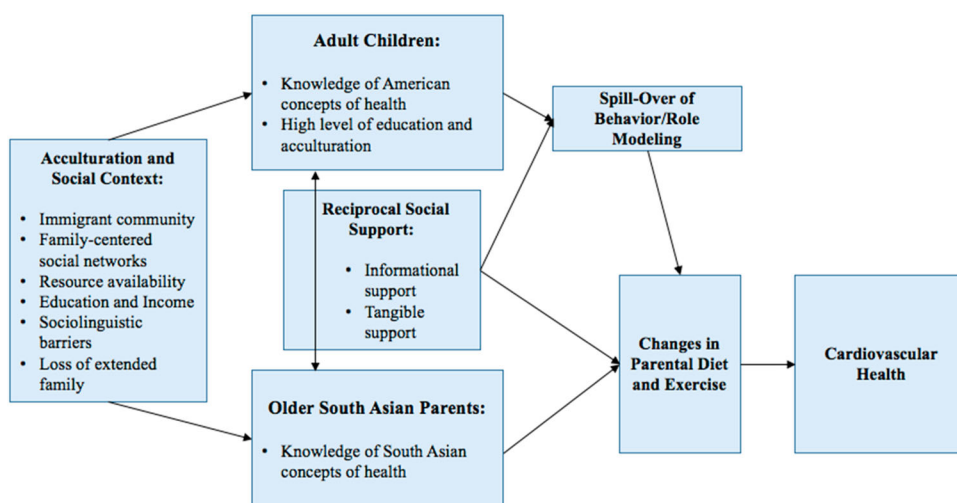 Acculturation and
Social Context:
• Immigrant community
• Family-centered
social networks
• Resource availability
• Education and Income
• Sociolinguistic
barriers
• Loss of extended
family
Adult Children:
• Knowledge of American
concepts of health
• High level of education and
acculturation
Reciprocal Social
Support:
• Informational
support
• Tangible
support
Older South Asian Parents:
• Knowledge of South Asian
concepts of health
Spill-Over of
Behavior/Role
Modeling
Changes in
Parental Diet
and Exercise
Cardiovascular
Health